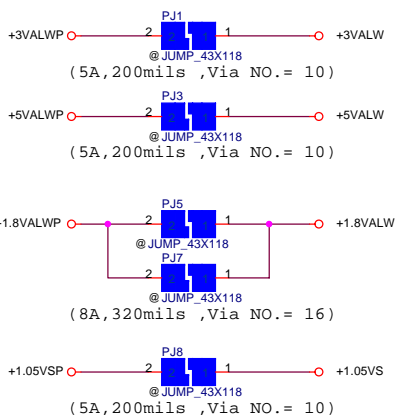 PJ1
+3VALWP 2 2 1 1 +3VALW
@ JUMP_43X118
(5A,200mils ,Via NO.= 10)
PJ3
+5VALWP 2 2 1 1 +5VALW
@ JUMP_43X118
(5A,200mils ,Via NO.= 10)
PJ5
+1.8VALWP 2 2 1 1 +1.8VALW
@ JUMP_43X118
PJ7
2 2 1 1
@ JUMP_43X118
(8A,320mils ,Via NO.= 16)
PJ8
+1.05VSP 2 2 1 1 +1.05VS
@ JUMP_43X118
(5A,200mils ,Via NO.= 10)